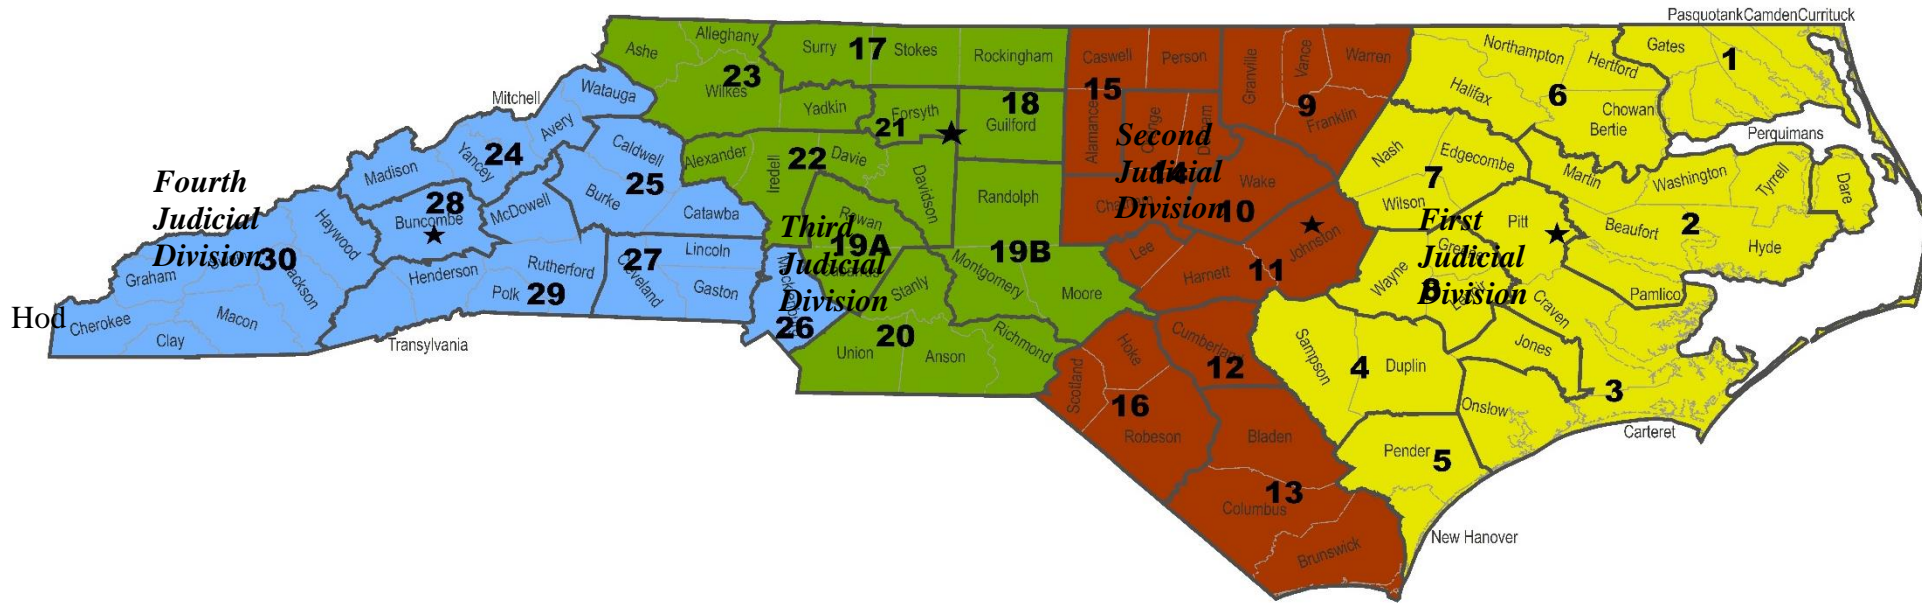 PasquotankCamdenCurrituck
Alleghany
Ashe
Surry
17
Stokes
Rockingham
Caswell
Person
Granville
Vance
Warren
Northampton
Hertford
Gates
1
23
Wilkes
Yadkin
Forsyth
21
18
Guilford
15
Alamance
9
Franklin
Halifax
6
Chowan
Bertie
Perquimans
Mitchell
Watauga
Avery
Yancey
24
Madison
Caldwell
25
Burke
McDowell
Catawba
28
Buncombe
Fourth
Judicial
Division
30
Haywood
Graham
Jackson
Macon
Cherokee
Clay
Hod
Transylvania
Henderson
Polk
29
Rutherford
27
Cleveland
Lincoln
Gaston
26
Alexander
Iredell
22
Davie
Davidson
Rowan
Third
Judicial
Division
19A
Stanly
Randolph
19B
Montgomery
Moore
20
Union
Anson
Richmond
Second
Judicial
Division
14
Wake
10
Johnston
Lee
Harnett
11
Cumberland
12
Hoke
Scotland
16
Robeson
Bladen
13
Columbus
Brunswick
Nash
Edgecombe
7
Wilson
Martin
Washington
Tyrrell
Dare
2
Beaufort
Hyde
Pitt
First
Judicial
Division
8
Wayne
Craven
Pamlico
Jones
Sampson
4
Duplin
Onslow
3
Carteret
Pender
5
New Hanover